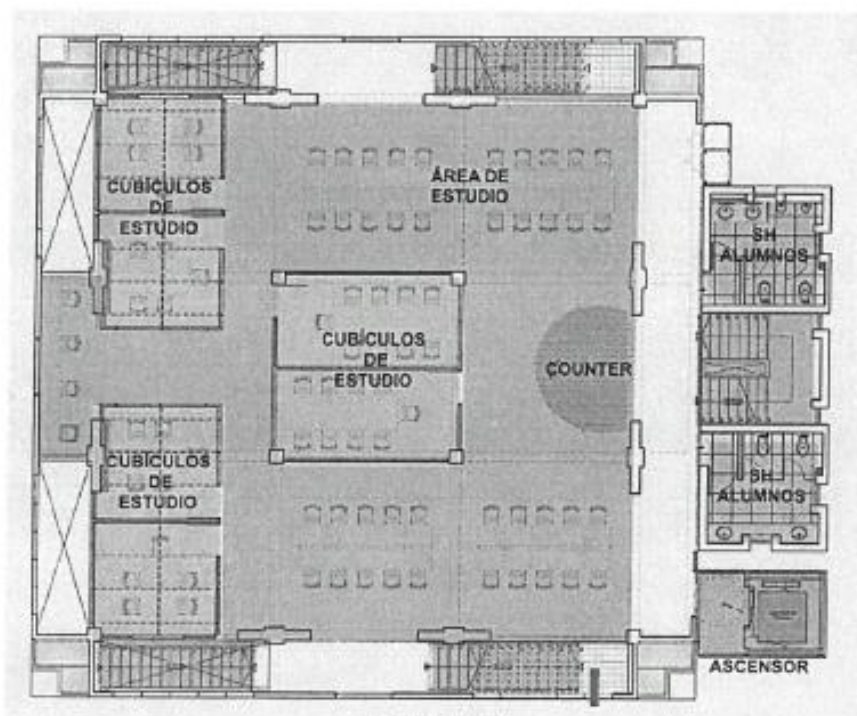 CUBÍCULOS
DE
ESTUDIO
ÁREA DE
ESTUDIO
SH
ALUMNOS
CUBÍCULOS
DE
ESTUDIO
COUNTER
CUBÍCULOS
DE
ESTUDIO
SH
ALUMNOS
ASCENSOR